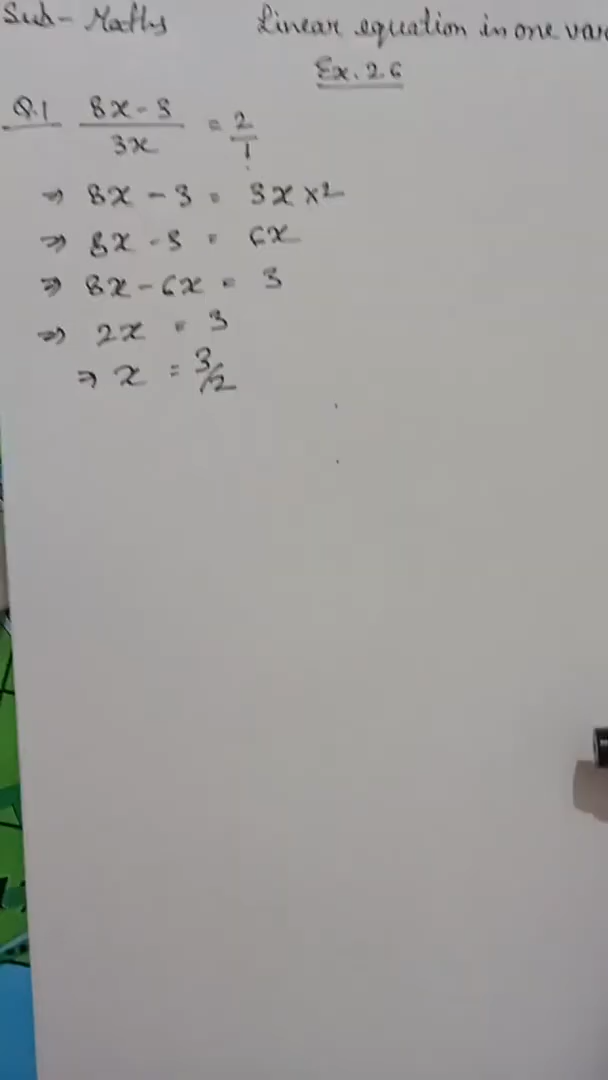 Sub- Maths Linear equation in one var
Ex. 2.6
Q.1 8x - 3 / 3x = 2/1
⇒ 8x - 3 = 3x × 2
⇒ 8x - 3 = 6x
⇒ 8x - 6x = 3
⇒ 2x = 3
⇒ x = 3/2